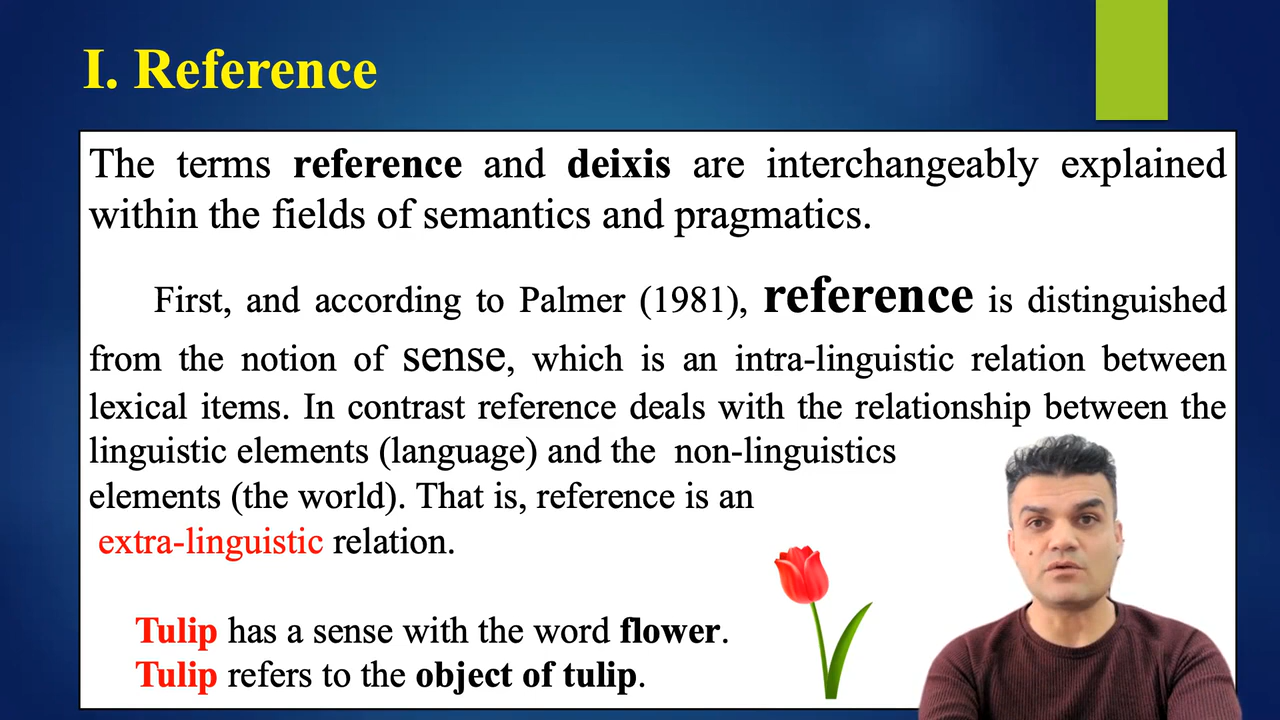 I. Reference
The terms reference and deixis are interchangeably explained
within the fields of semantics and pragmatics.
First, and according to Palmer (1981), reference is distinguished
from the notion of sense, which is an intra-linguistic relation between
lexical items. In contrast reference deals with the relationship between the
linguistic elements (language) and the non-linguistics
elements (the world). That is, reference is an
extra-linguistic relation.
Tulip has a sense with the word flower.
Tulip refers to the object of tulip.